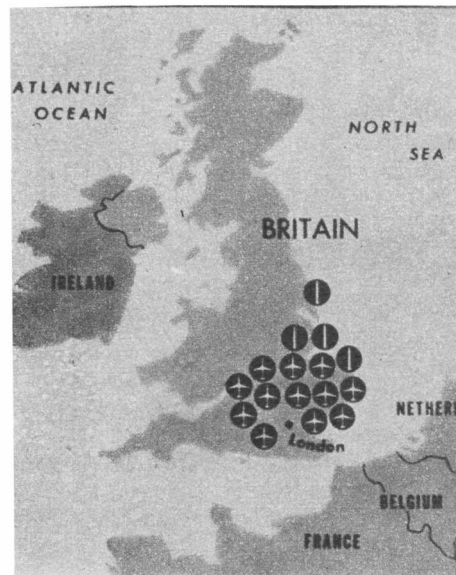 ATLANTIC
OCEAN
NORTH
SEA
BRITAIN
IRELAND
NETHER
London
BELGIUM
FRANCE